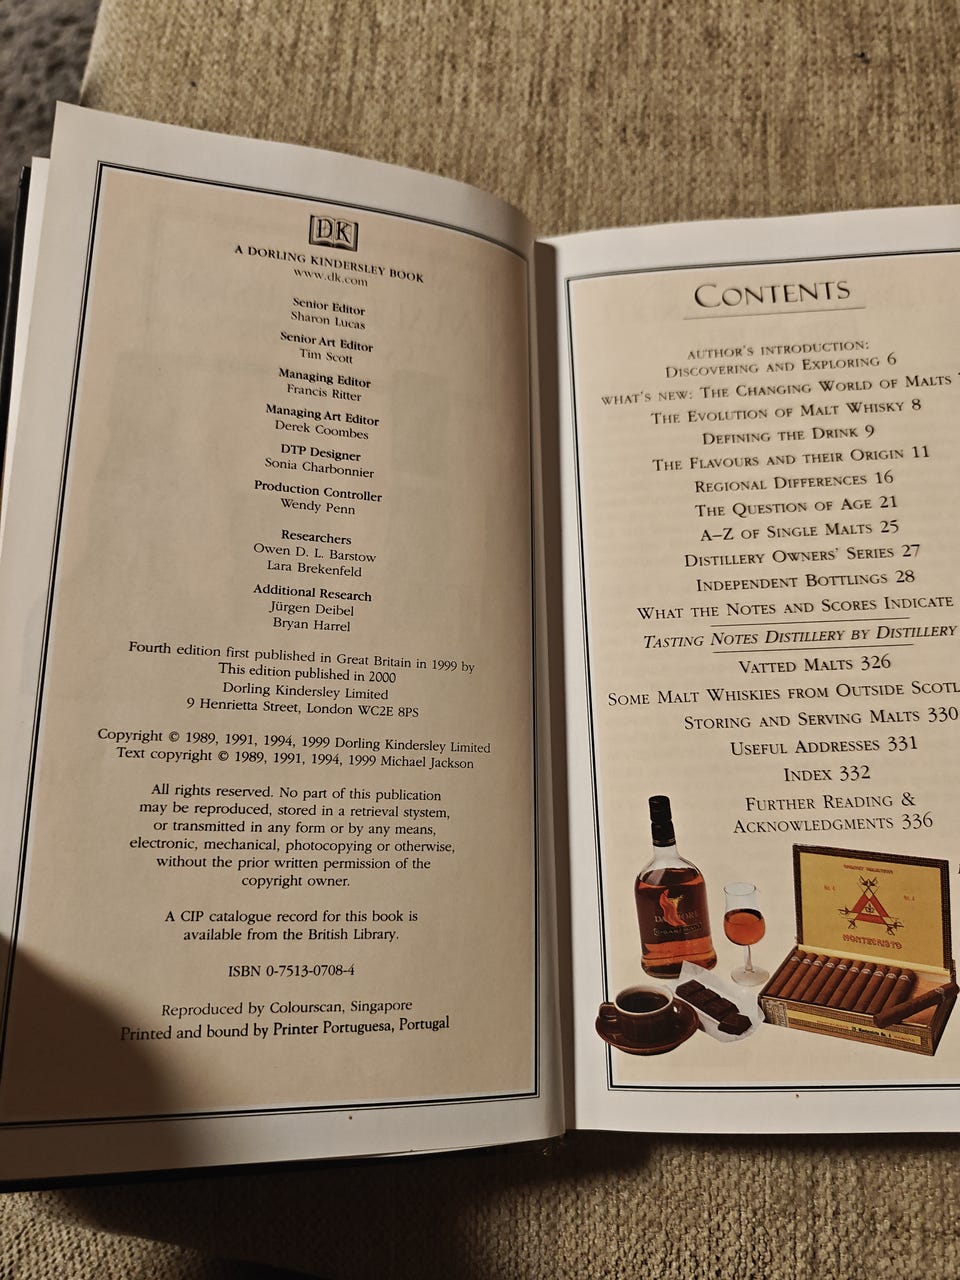 DK
A DORLING KINDERSLEY BOOK
www.dk.com
Senior Editor
Sharon Lucas
Senior Art Editor
Tim Scott
Managing Editor
Francis Ritter
Managing Art Editor
Derek Coombes
DTP Designer
Sonia Charbonnier
Production Controller
Wendy Penn
Researchers
Owen D. L. Barstow
Lara Brekenfeld
Additional Research
Jürgen Deibel
Bryan Harrel
Fourth edition first published in Great Britain in 1999 by
This edition published in 2000
Dorling Kindersley Limited
9 Henrietta Street, London WC2E 8PS
Copyright © 1989, 1991, 1994, 1999 Dorling Kindersley Limited
Text copyright © 1989, 1991, 1994, 1999 Michael Jackson
All rights reserved. No part of this publication
may be reproduced, stored in a retrieval stystem,
or transmitted in any form or by any means,
electronic, mechanical, photocopying or otherwise,
without the prior written permission of the
copyright owner.
A CIP catalogue record for this book is
available from the British Library.
ISBN 0-7513-0708-4
Reproduced by Colourscan, Singapore
Printed and bound by Printer Portuguesa, Portugal
CONTENTS
AUTHOR'S INTRODUCTION:
DISCOVERING AND EXPLORING 6
WHAT'S NEW: THE CHANGING WORLD OF MALTS
THE EVOLUTION OF MALT WHISKY 8
DEFINING THE DRINK 9
THE FLAVOURS AND THEIR ORIGIN 11
REGIONAL DIFFERENCES 16
THE QUESTION OF AGE 21
A–Z OF SINGLE MALTS 25
DISTILLERY OWNERS' SERIES 27
INDEPENDENT BOTTLINGS 28
WHAT THE NOTES AND SCORES INDICATE
TASTING NOTES DISTILLERY BY DISTILLERY
VATTED MALTS 326
SOME MALT WHISKIES FROM OUTSIDE SCOTL
STORING AND SERVING MALTS 330
USEFUL ADDRESSES 331
INDEX 332
FURTHER READING &
ACKNOWLEDGMENTS 336
MONTECRISTO